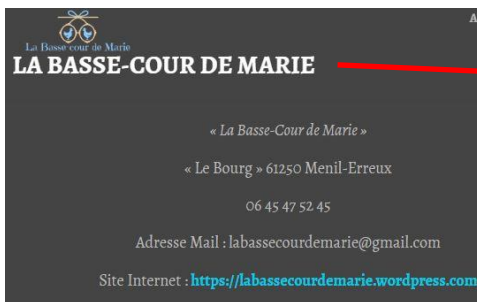 A
La Basse-cour de Marie
LA BASSE-COUR DE MARIE
« La Basse-Cour de Marie »
« Le Bourg » 61250 Menil-Erreux
06 45 47 52 45
Adresse Mail : labassecourdemarie@gmail.com
Site Internet : https://labassecourdemarie.wordpress.com